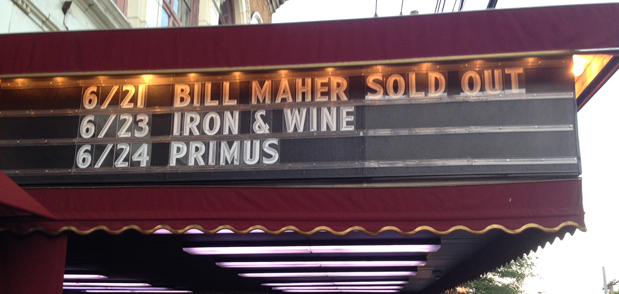 6/21 BILL MAHER SOLD OUT
6/23 IRON & WINE
6/24 PRIMUS